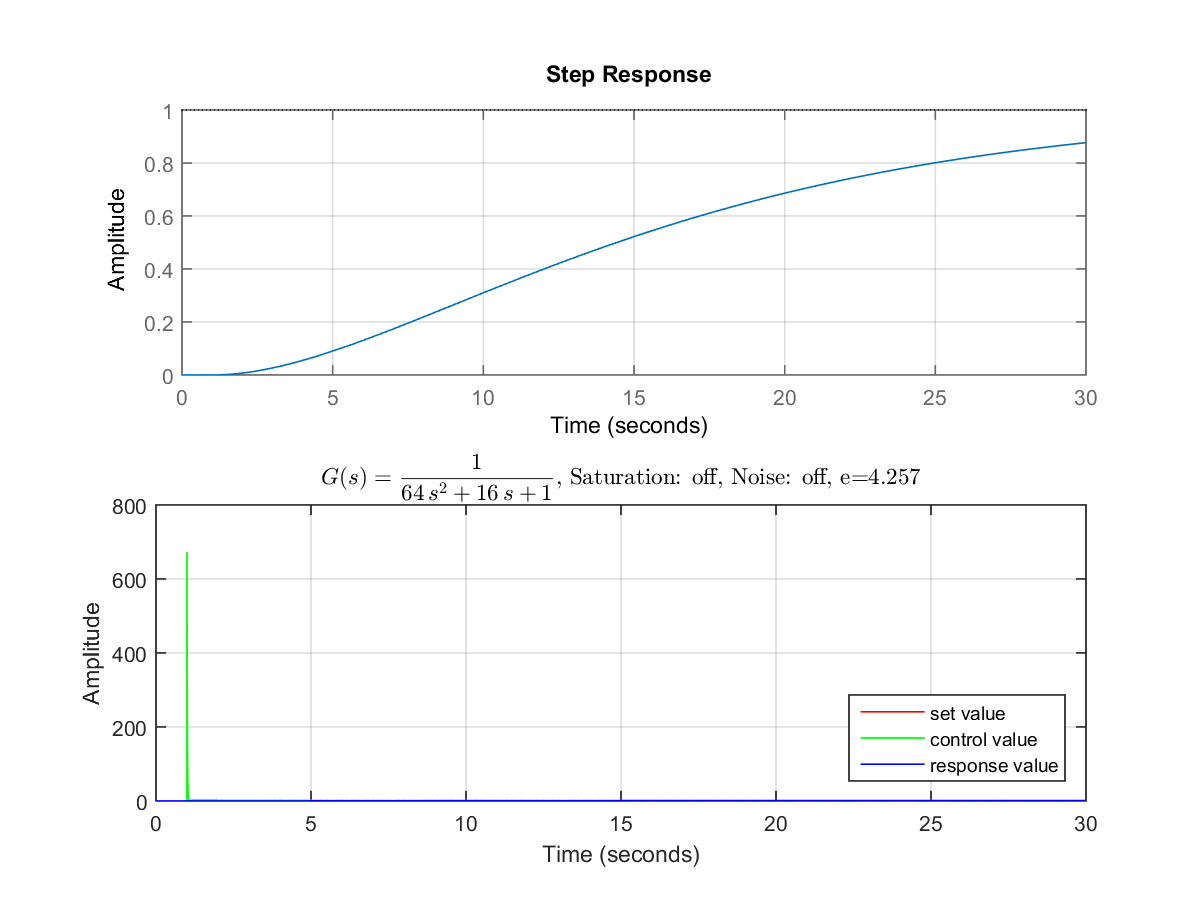 Step Response
Amplitude
1
0.8
0.6
0.4
0.2
0
0 5 10 15 20 25 30
Time (seconds)
G(s) = 1/(64 s² + 16 s + 1), Saturation: off, Noise: off, e=4.257
Amplitude
800
600
400
200
0
set value
control value
response value
0 5 10 15 20 25 30
Time (seconds)